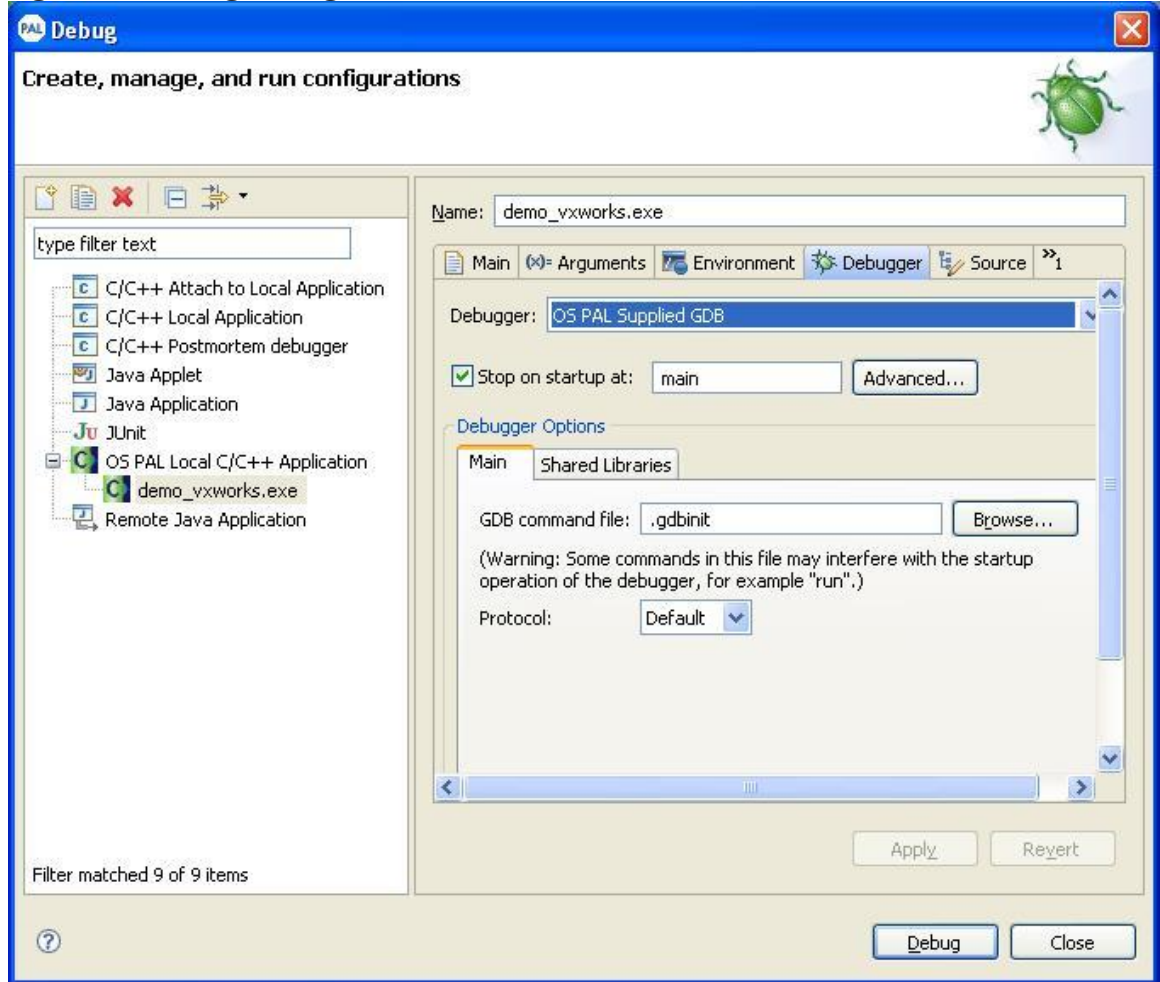 PAL Debug
Create, manage, and run configurations
Name: demo_vxworks.exe
type filter text
Main (x)= Arguments Environment Debugger Source »1
C/C++ Attach to Local Application
C/C++ Local Application
C/C++ Postmortem debugger
Java Applet
Java Application
JUnit
OS PAL Local C/C++ Application
demo_vxworks.exe
Remote Java Application
Debugger: OS PAL Supplied GDB
Stop on startup at: main Advanced...
Debugger Options
Main Shared Libraries
GDB command file: .gdbinit Browse...
(Warning: Some commands in this file may interfere with the startup
operation of the debugger, for example "run".)
Protocol: Default
Apply Revert
Filter matched 9 of 9 items
Debug Close